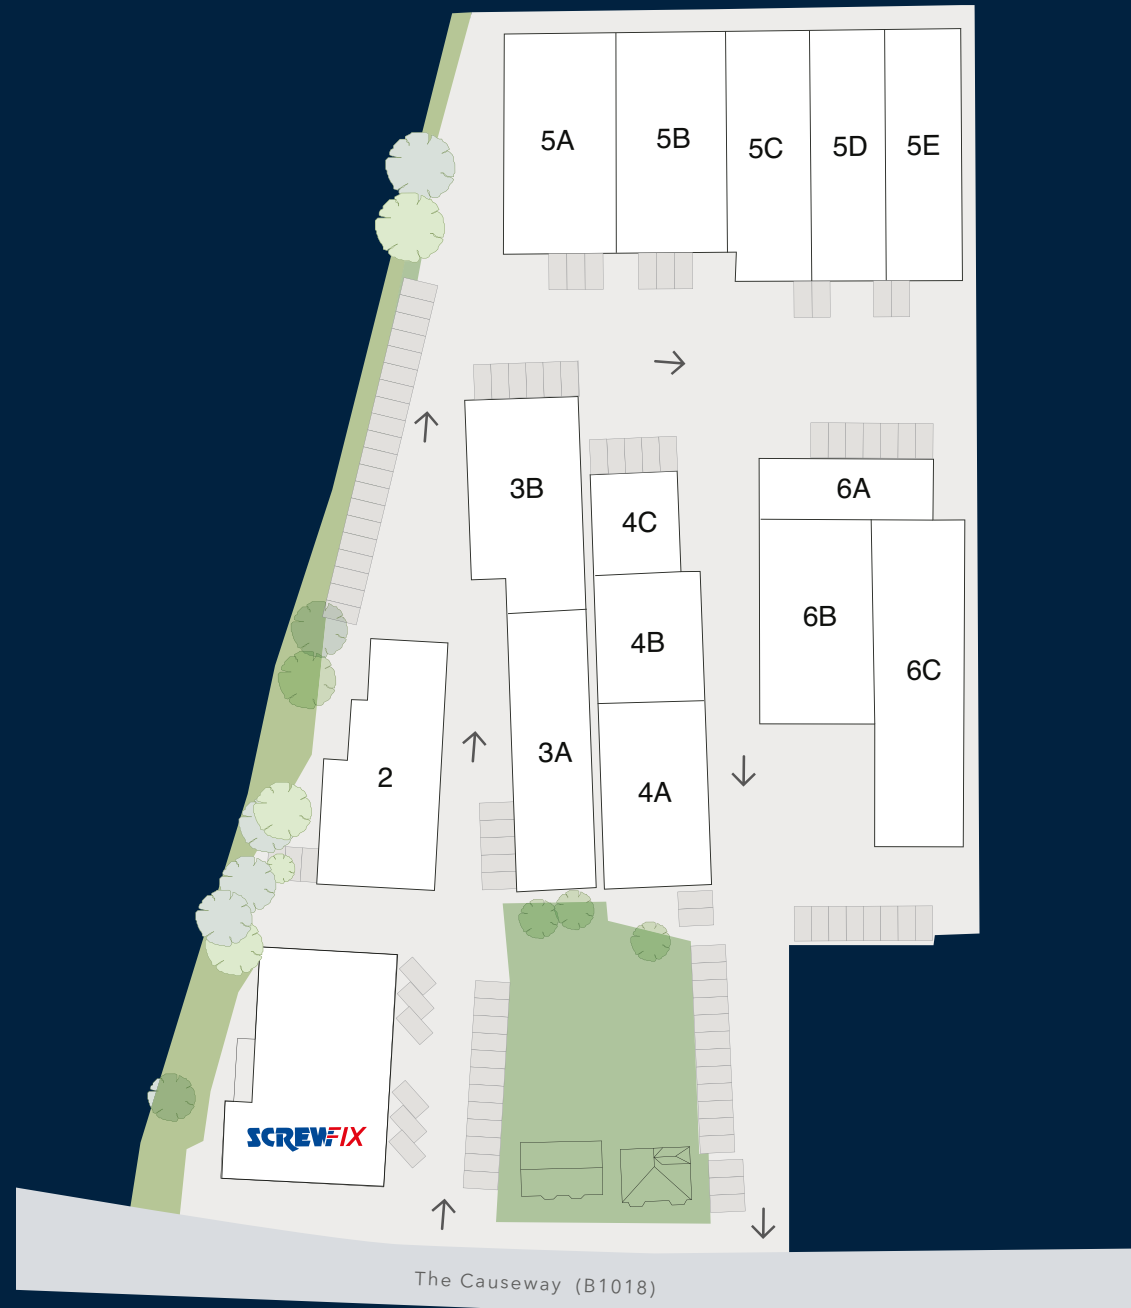 5A
5B
5C
5D
5E
3B
4C
6A
4B
6B
6C
3A
2
4A
SCREWFIX
The Causeway (B1018)